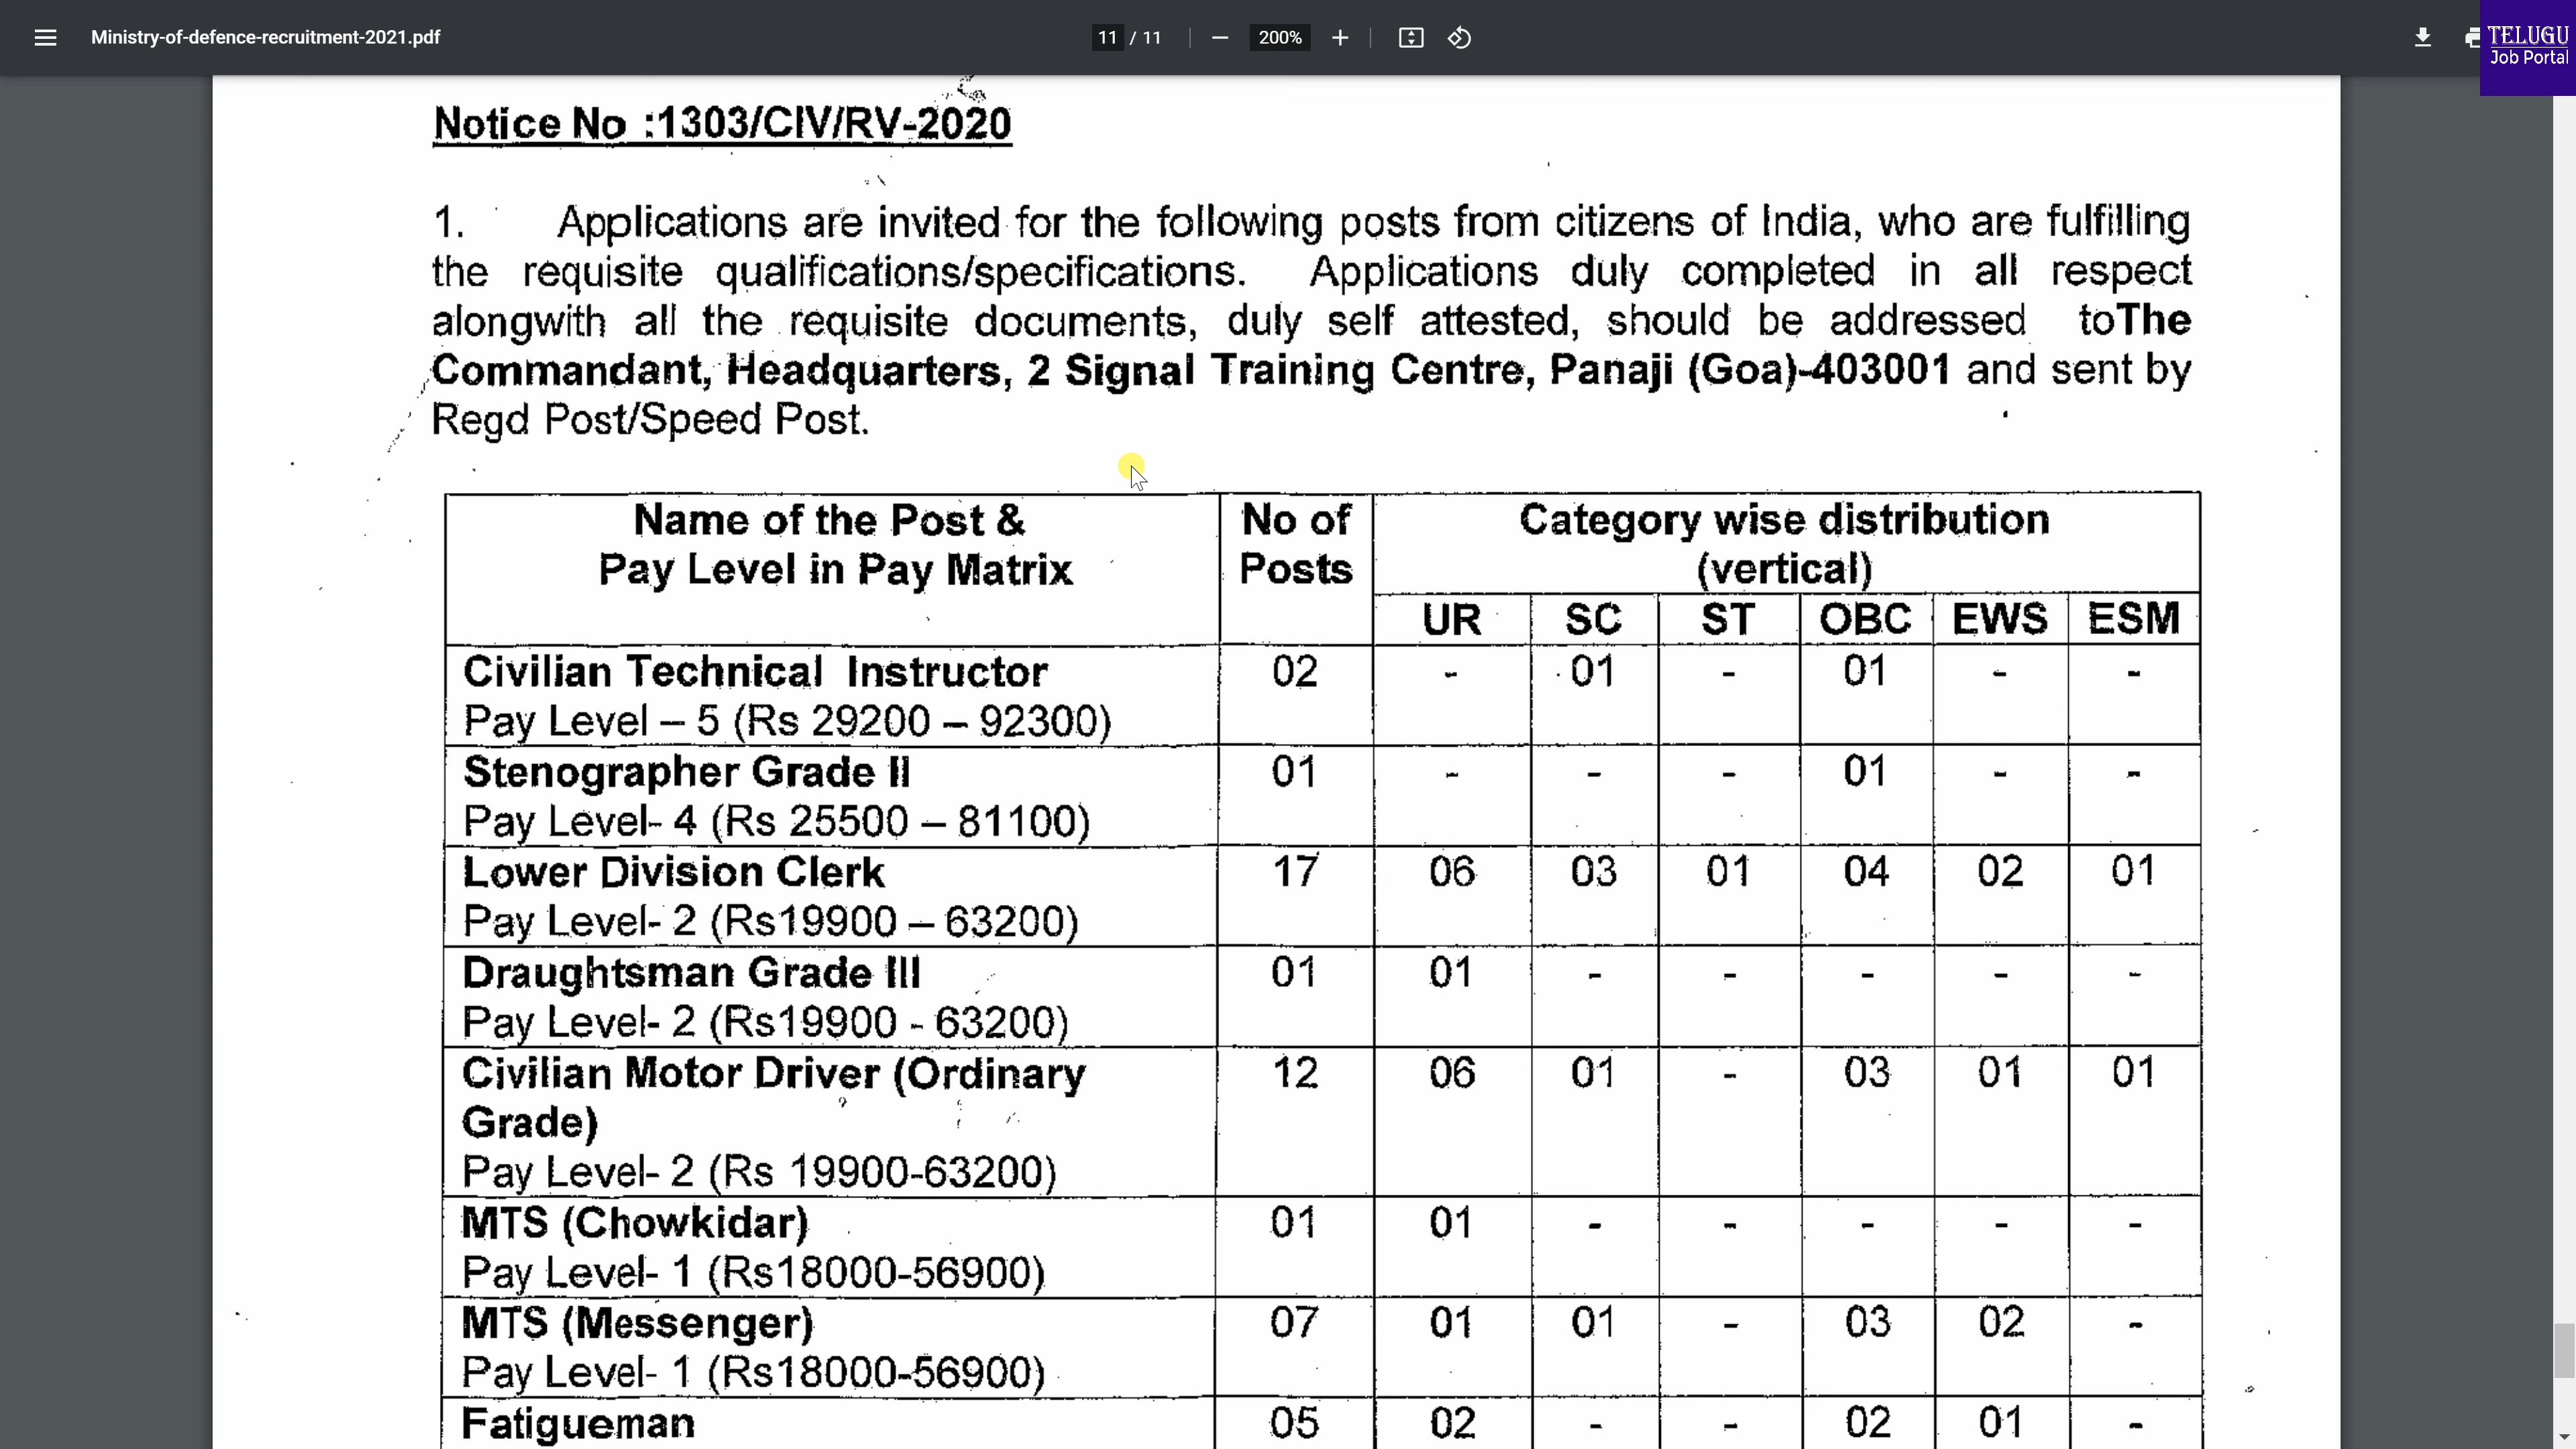 Ministry-of-defence-recruitment-2021.pdf
11 / 11
200%
TELUGU
Job Portal
Notice No :1303/CIV/RV-2020
1. Applications are invited for the following posts from citizens of India, who are fulfilling
the requisite qualifications/specifications. Applications duly completed in all respect
alongwith all the requisite documents, duly self attested, should be addressed toThe
Commandant, Headquarters, 2 Signal Training Centre, Panaji (Goa)-403001 and sent by
Regd Post/Speed Post.
Name of the Post & No of Category wise distribution
Pay Level in Pay Matrix Posts (vertical)
UR SC ST OBC EWS ESM
Civilian Technical Instructor 02 - 01 - 01 - -
Pay Level – 5 (Rs 29200 – 92300)
Stenographer Grade II 01 - - - 01 - -
Pay Level- 4 (Rs 25500 – 81100)
Lower Division Clerk 17 06 03 01 04 02 01
Pay Level- 2 (Rs19900 – 63200)
Draughtsman Grade III 01 01 - - - - -
Pay Level- 2 (Rs19900 - 63200)
Civilian Motor Driver (Ordinary 12 06 01 - 03 01 01
Grade)
Pay Level- 2 (Rs 19900-63200)
MTS (Chowkidar) 01 01 - - - - -
Pay Level- 1 (Rs18000-56900)
MTS (Messenger) 07 01 01 - 03 02 -
Pay Level- 1 (Rs18000-56900)
Fatigueman 05 02 - - 02 01 -